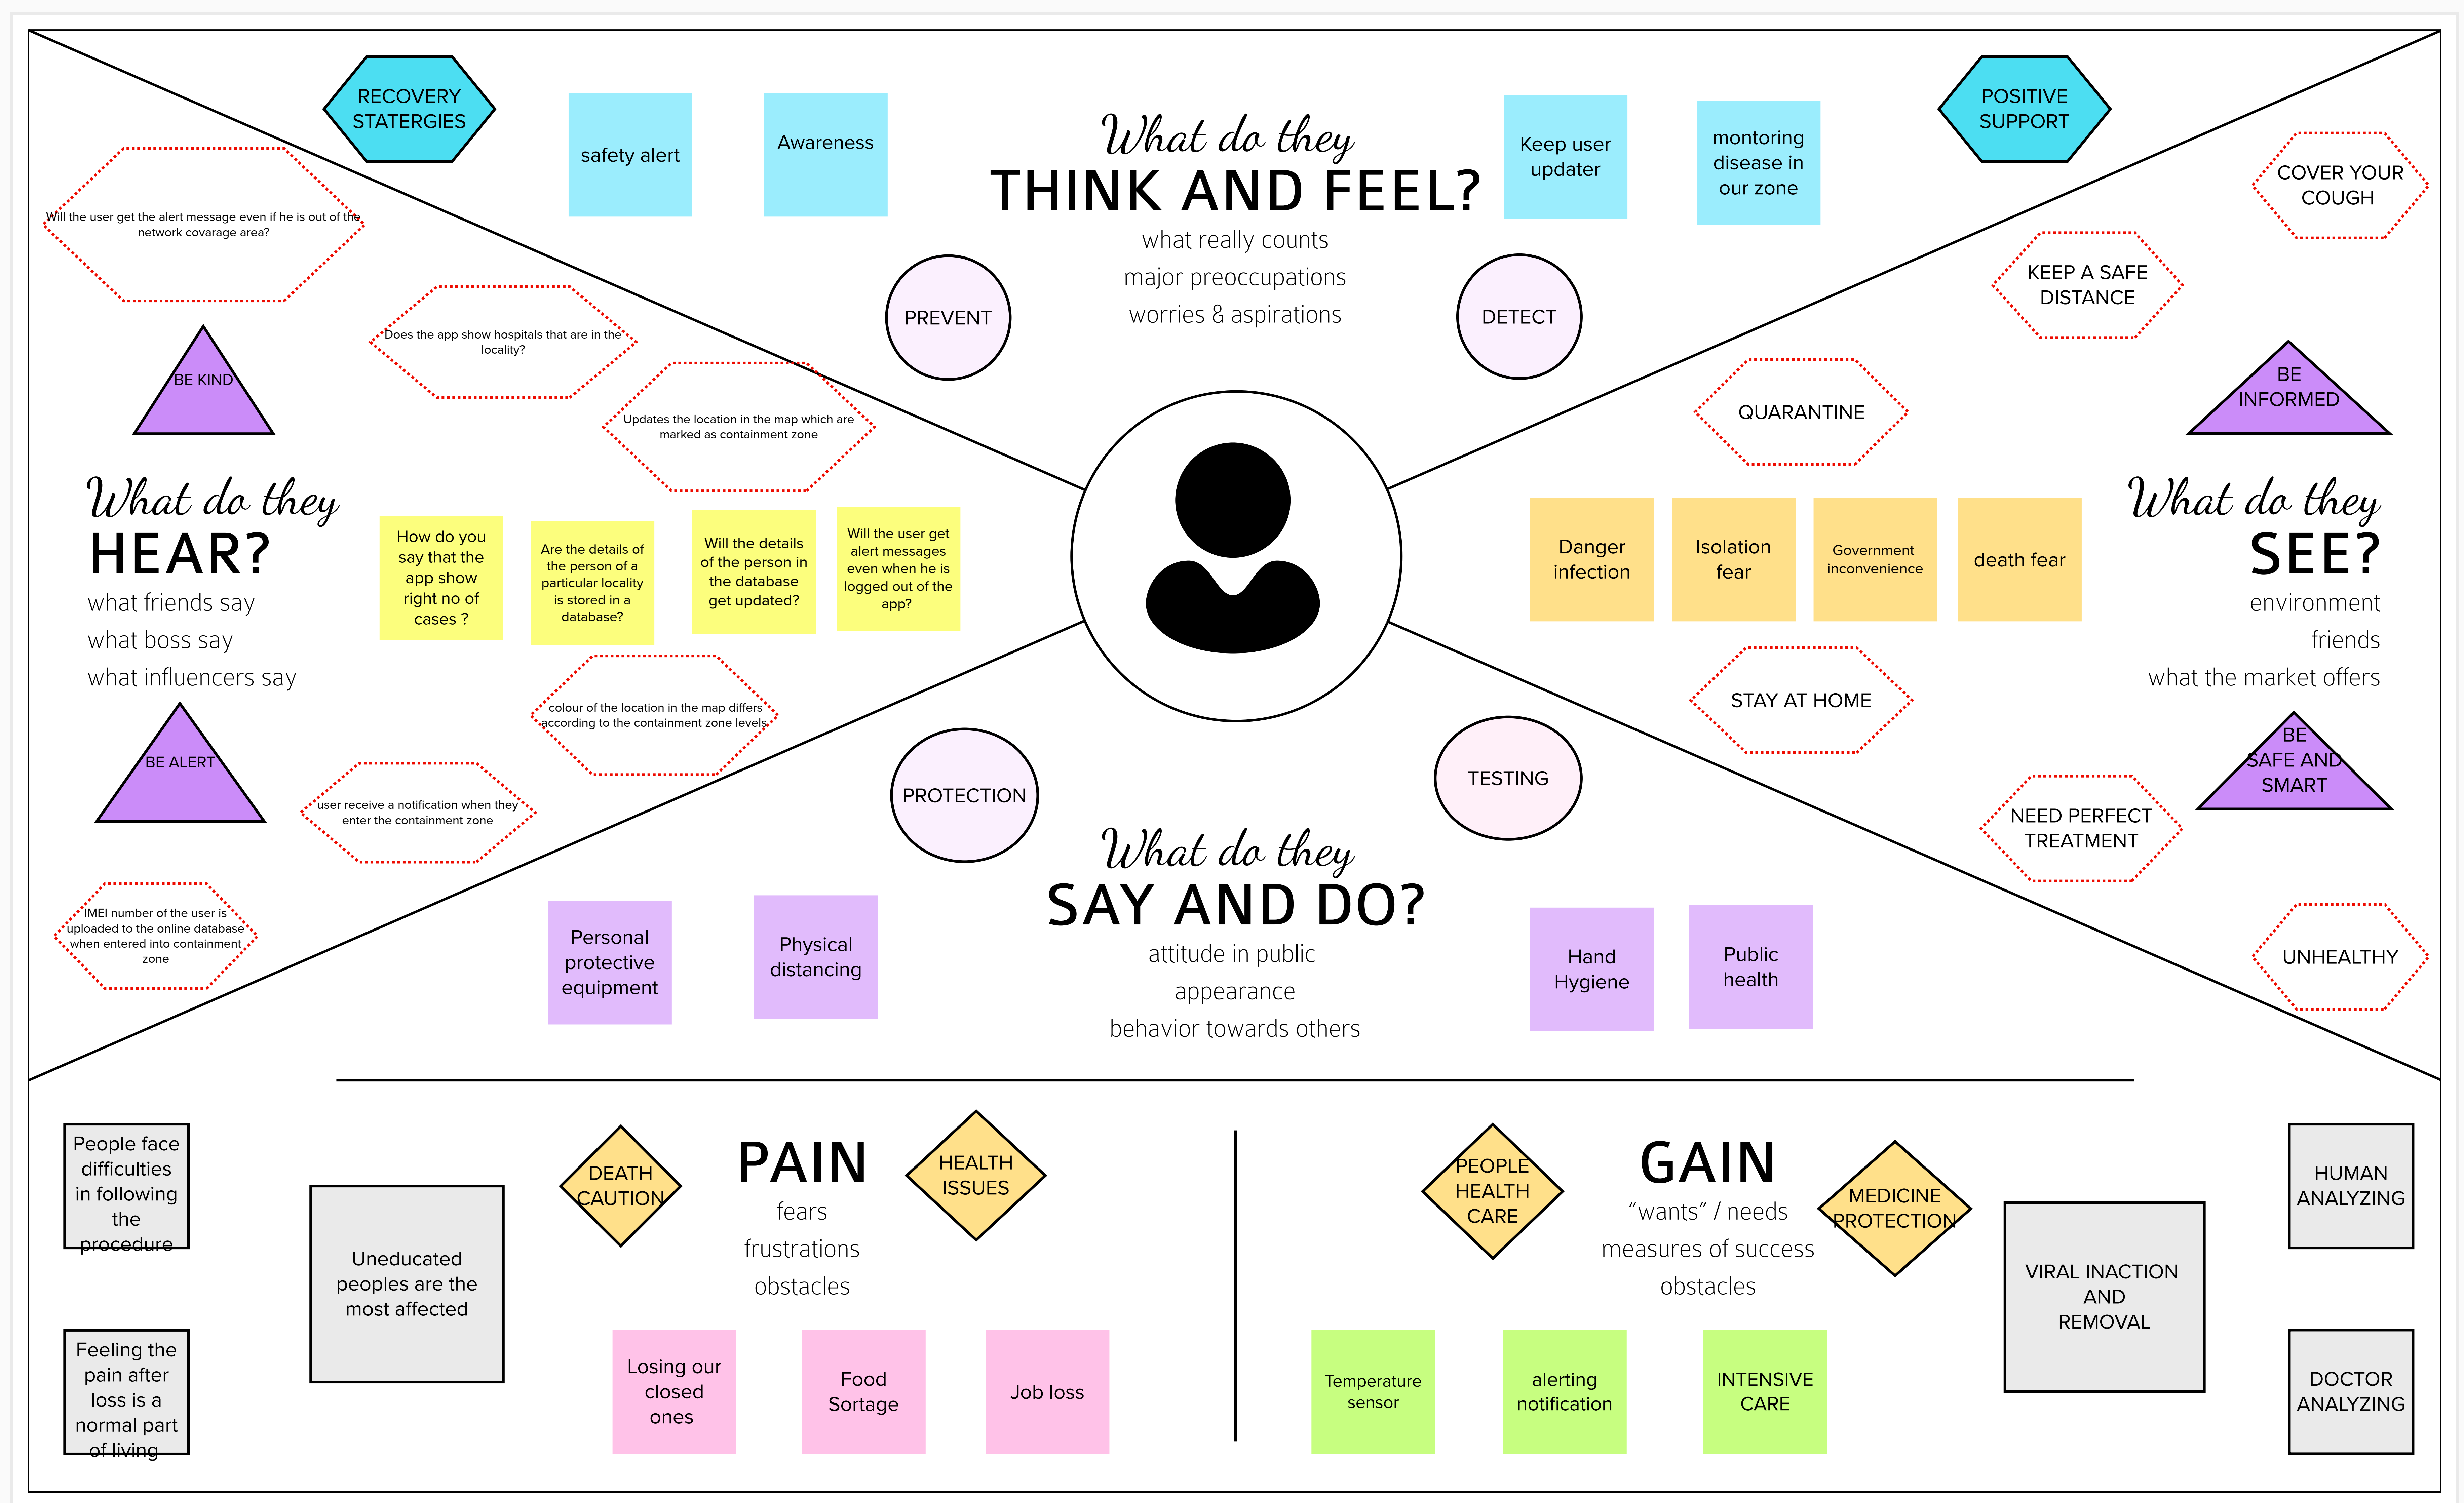 RECOVERY
STATERGIES
safety alert
Awareness
What do they
THINK AND FEEL?
what really counts
major preoccupations
worries & aspirations
Keep user
updater
montoring
disease in
our zone
POSITIVE
SUPPORT
PREVENT
DETECT
Will the user get the alert message even if he is out of the
network covarage area?
Does the app show hospitals that are in the
locality?
Updates the location in the map which are
marked as containment zone
BE KIND
What do they
HEAR?
what friends say
what boss say
what influencers say
How do you
say that the
app show
right no of
cases ?
Are the details of
the person of a
particular locality
is stored in a
database?
Will the details
of the person in
the database
get updated?
Will the user get
alert messages
even when he is
logged out of the
app?
colour of the location in the map differs
according to the containment zone levels
BE ALERT
user receive a notification when they
enter the containment zone
IMEI number of the user is
uploaded to the online database
when entered into containment
zone
COVER YOUR
COUGH
KEEP A SAFE
DISTANCE
QUARANTINE
BE
INFORMED
Danger
infection
Isolation
fear
Government
inconvenience
death fear
What do they
SEE?
environment
friends
what the market offers
STAY AT HOME
BE
SAFE AND
SMART
NEED PERFECT
TREATMENT
UNHEALTHY
PROTECTION
TESTING
What do they
SAY AND DO?
attitude in public
appearance
behavior towards others
Personal
protective
equipment
Physical
distancing
Hand
Hygiene
Public
health
People face
difficulties
in following
the
procedure
Feeling the
pain after
loss is a
normal part
of living
Uneducated
peoples are the
most affected
DEATH
CAUTION
PAIN
fears
frustrations
obstacles
HEALTH
ISSUES
Losing our
closed
ones
Food
Sortage
Job loss
PEOPLE
HEALTH
CARE
GAIN
“wants” / needs
measures of success
obstacles
MEDICINE
PROTECTION
Temperature
sensor
alerting
notification
INTENSIVE
CARE
VIRAL INACTION
AND
REMOVAL
HUMAN
ANALYZING
DOCTOR
ANALYZING